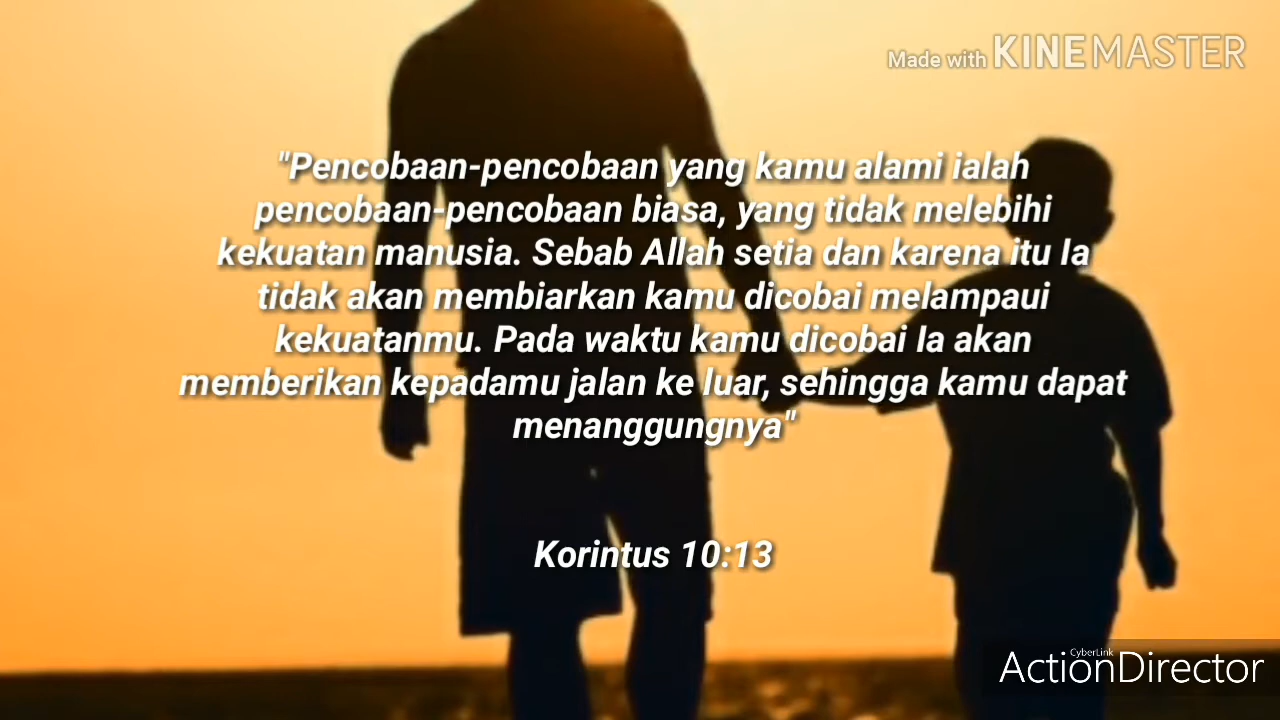 Made with KINEMASTER
"Pencobaan-pencobaan yang kamu alami ialah
pencobaan-pencobaan biasa, yang tidak melebihi
kekuatan manusia. Sebab Allah setia dan karena itu Ia
tidak akan membiarkan kamu dicobai melampaui
kekuatanmu. Pada waktu kamu dicobai Ia akan
memberikan kepadamu jalan ke luar, sehingga kamu dapat
menanggungnya"
Korintus 10:13
CyberLink
ActionDirector